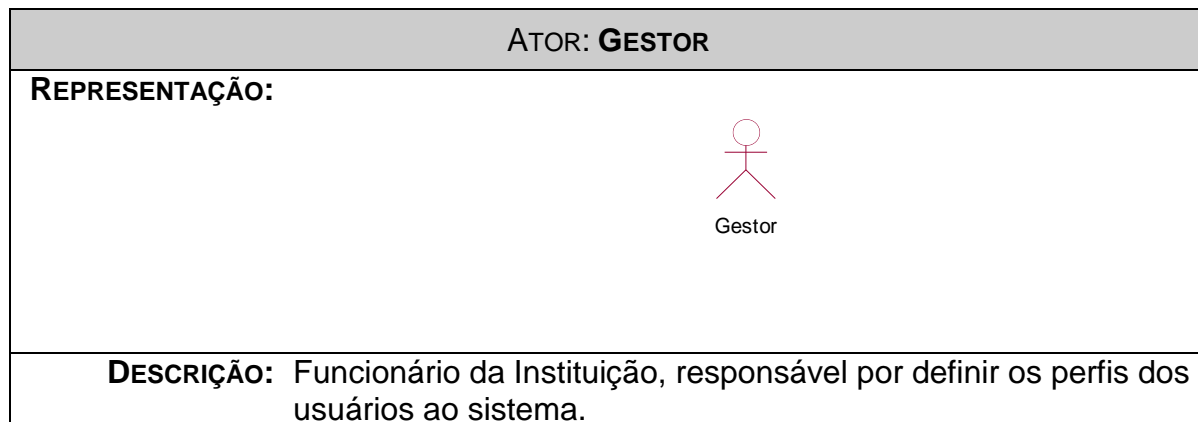 ATOR: GESTOR
REPRESENTAÇÃO:
Gestor
DESCRIÇÃO: Funcionário da Instituição, responsável por definir os perfis dos
usuários ao sistema.